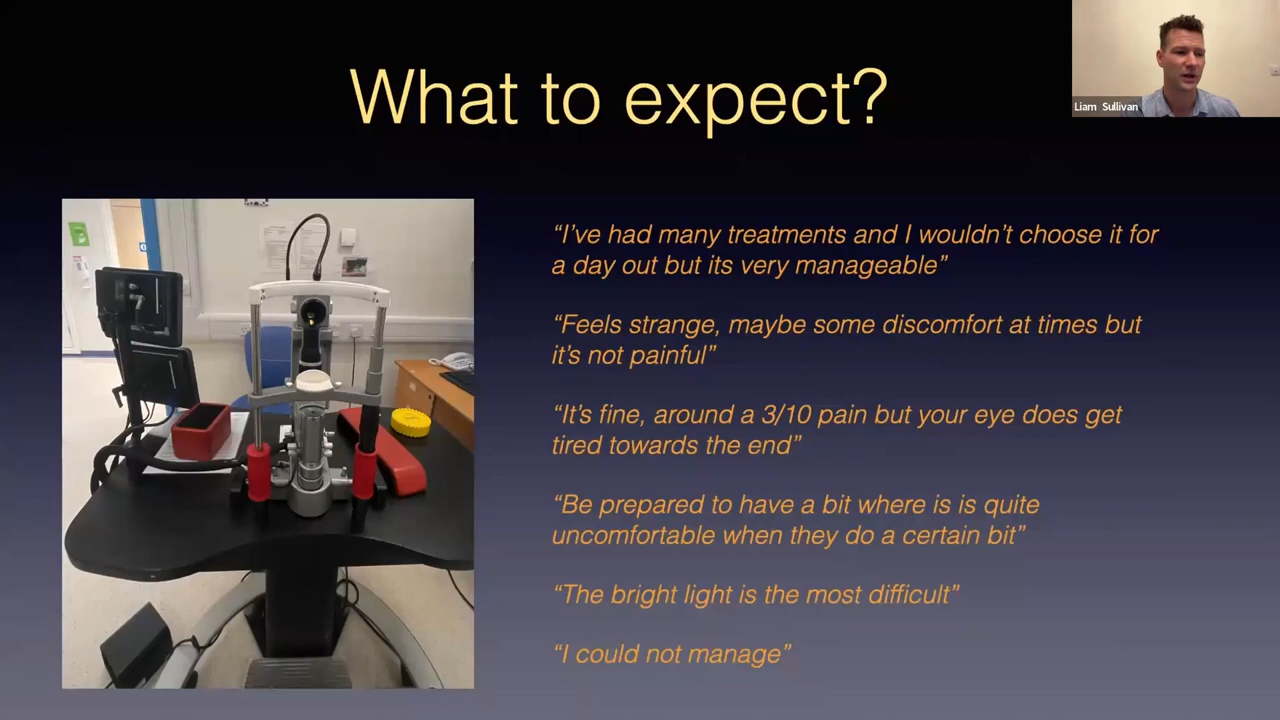 What to expect?
Liam Sullivan
“I’ve had many treatments and I wouldn’t choose it for
a day out but its very manageable”
“Feels strange, maybe some discomfort at times but
it’s not painful”
“It’s fine, around a 3/10 pain but your eye does get
tired towards the end”
“Be prepared to have a bit where is is quite
uncomfortable when they do a certain bit”
“The bright light is the most difficult”
“I could not manage”